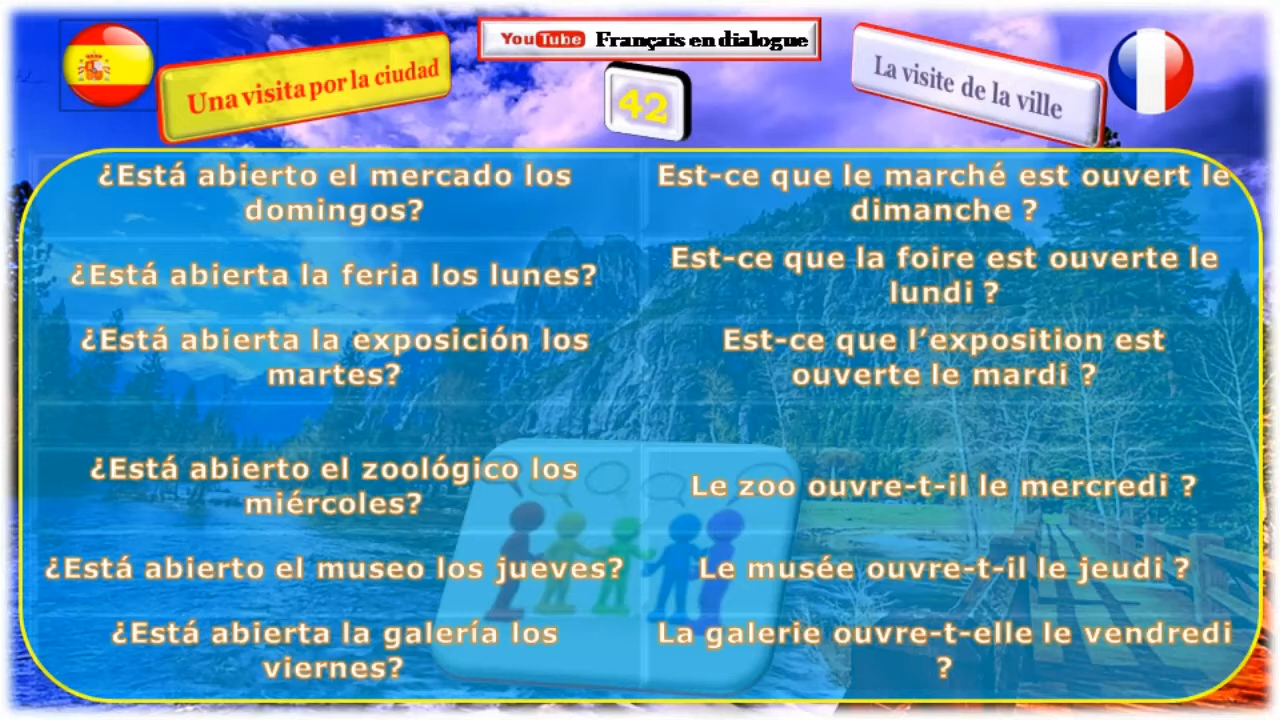 Una visita por la ciudad
YouTube Français en dialogue
42
La visite de la ville
¿Está abierto el mercado los
domingos?
Est-ce que le marché est ouvert le
dimanche ?
¿Está abierta la feria los lunes?
Est-ce que la foire est ouverte le
lundi ?
¿Está abierta la exposición los
martes?
Est-ce que l’exposition est
ouverte le mardi ?
¿Está abierto el zoológico los
miércoles?
Le zoo ouvre-t-il le mercredi ?
¿Está abierto el museo los jueves?
Le musée ouvre-t-il le jeudi ?
¿Está abierta la galería los
viernes?
La galerie ouvre-t-elle le vendredi
?